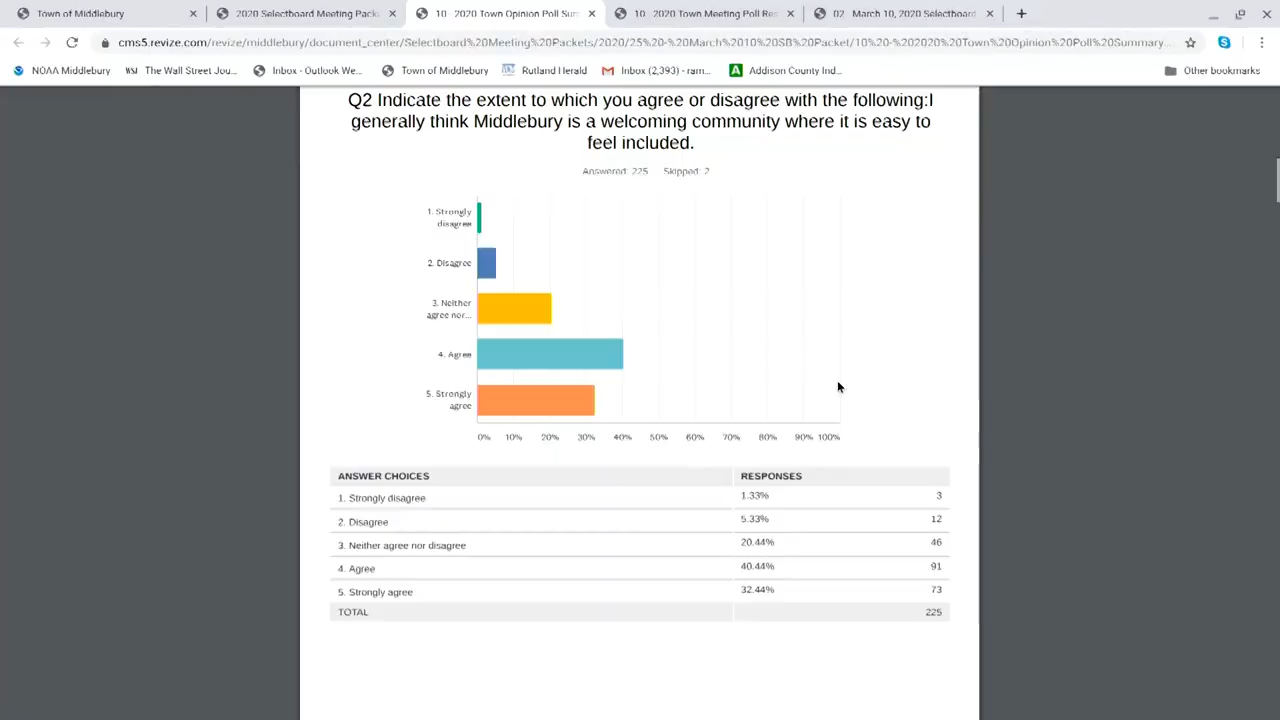 Town of Middlebury
2020 Selectboard Meeting Pack
10 - 2020 Town Opinion Poll Sum
10 - 2020 Town Meeting Poll Res
02 - March 10, 2020 Selectboard
cms5.revize.com/revize/middlebury/document_center/Selectboard%20Meeting%20Packets/2020/25%20-%20March%2010%20SB%20Packet/10%20-%202020%20Town%20Opinion%20Poll%20Summary...
NOAA Middlebury
WSJ The Wall Street Jou...
Inbox - Outlook We...
Town of Middlebury
Rutland Herald
Inbox (2,393) - ram...
Addison County Ind...
Other bookmarks
Q2 Indicate the extent to which you agree or disagree with the following:I
generally think Middlebury is a welcoming community where it is easy to
feel included.
Answered: 225 Skipped: 2
1. Strongly
disagree
2. Disagree
3. Neither
agree nor...
4. Agree
5. Strongly
agree
0% 10% 20% 30% 40% 50% 60% 70% 80% 90% 100%
ANSWER CHOICES RESPONSES
1. Strongly disagree 1.33% 3
2. Disagree 5.33% 12
3. Neither agree nor disagree 20.44% 46
4. Agree 40.44% 91
5. Strongly agree 32.44% 73
TOTAL 225